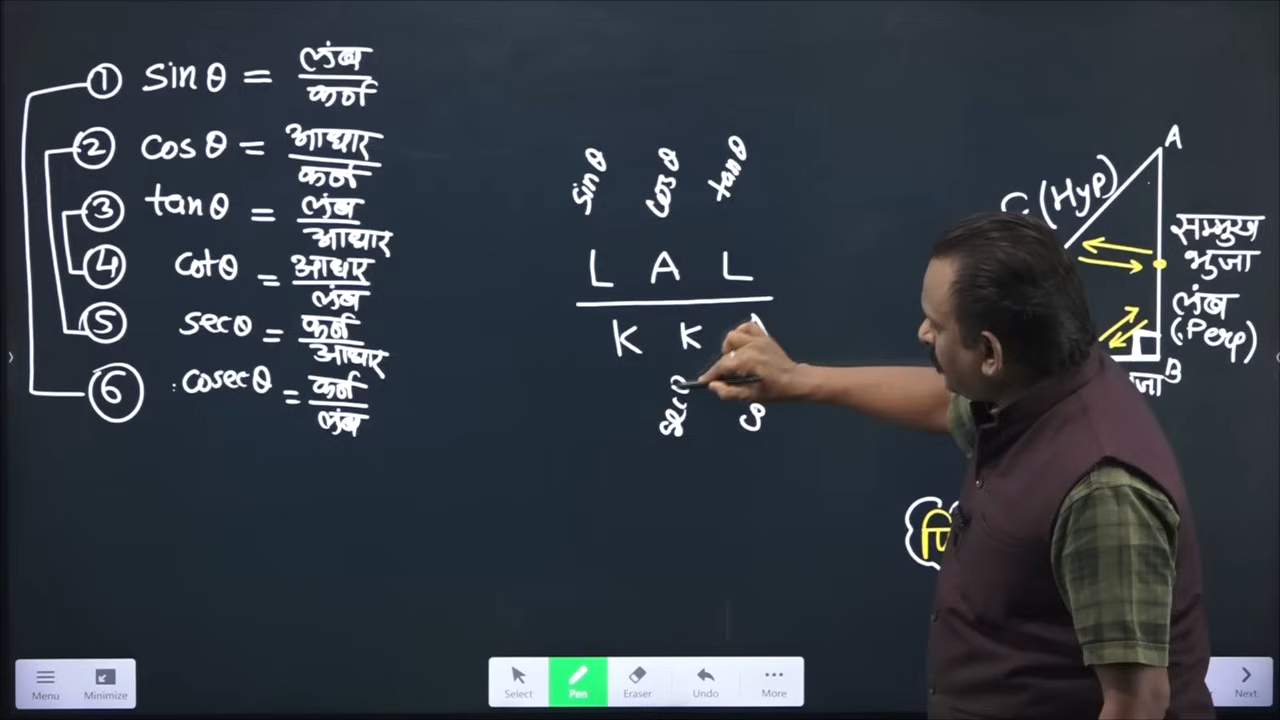 ① sinθ = लंब / कर्ण
② cosθ = आधार / कर्ण
③ tanθ = लंब / आधार
④ cotθ = आधार / लंब
⑤ secθ = कर्ण / आधार
⑥ cosecθ = कर्ण / लंब
sinθ cosθ tanθ
L A L
K K
sec
A
(Hyp)
सम्मुख
भुजा
लंब
(Perp)
B
Menu Minimize Select Pen Eraser Undo More Next